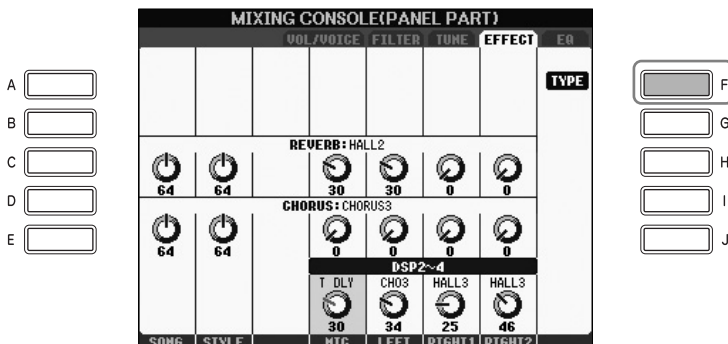 MIXING CONSOLE(PANEL PART)
VOL/VOICE FILTER TUNE EFFECT EQ
A F
TYPE
B G
REVERB:HALL2
C H
64 64 30 30 0 0
CHORUS:CHORUS3
D I
E J
64 64 0 0 0 0
DSP2~4
T DLY CHO3 HALL3 HALL3
30 34 25 46
SONG STYLE MIC LEFT RIGHT1 RIGHT2